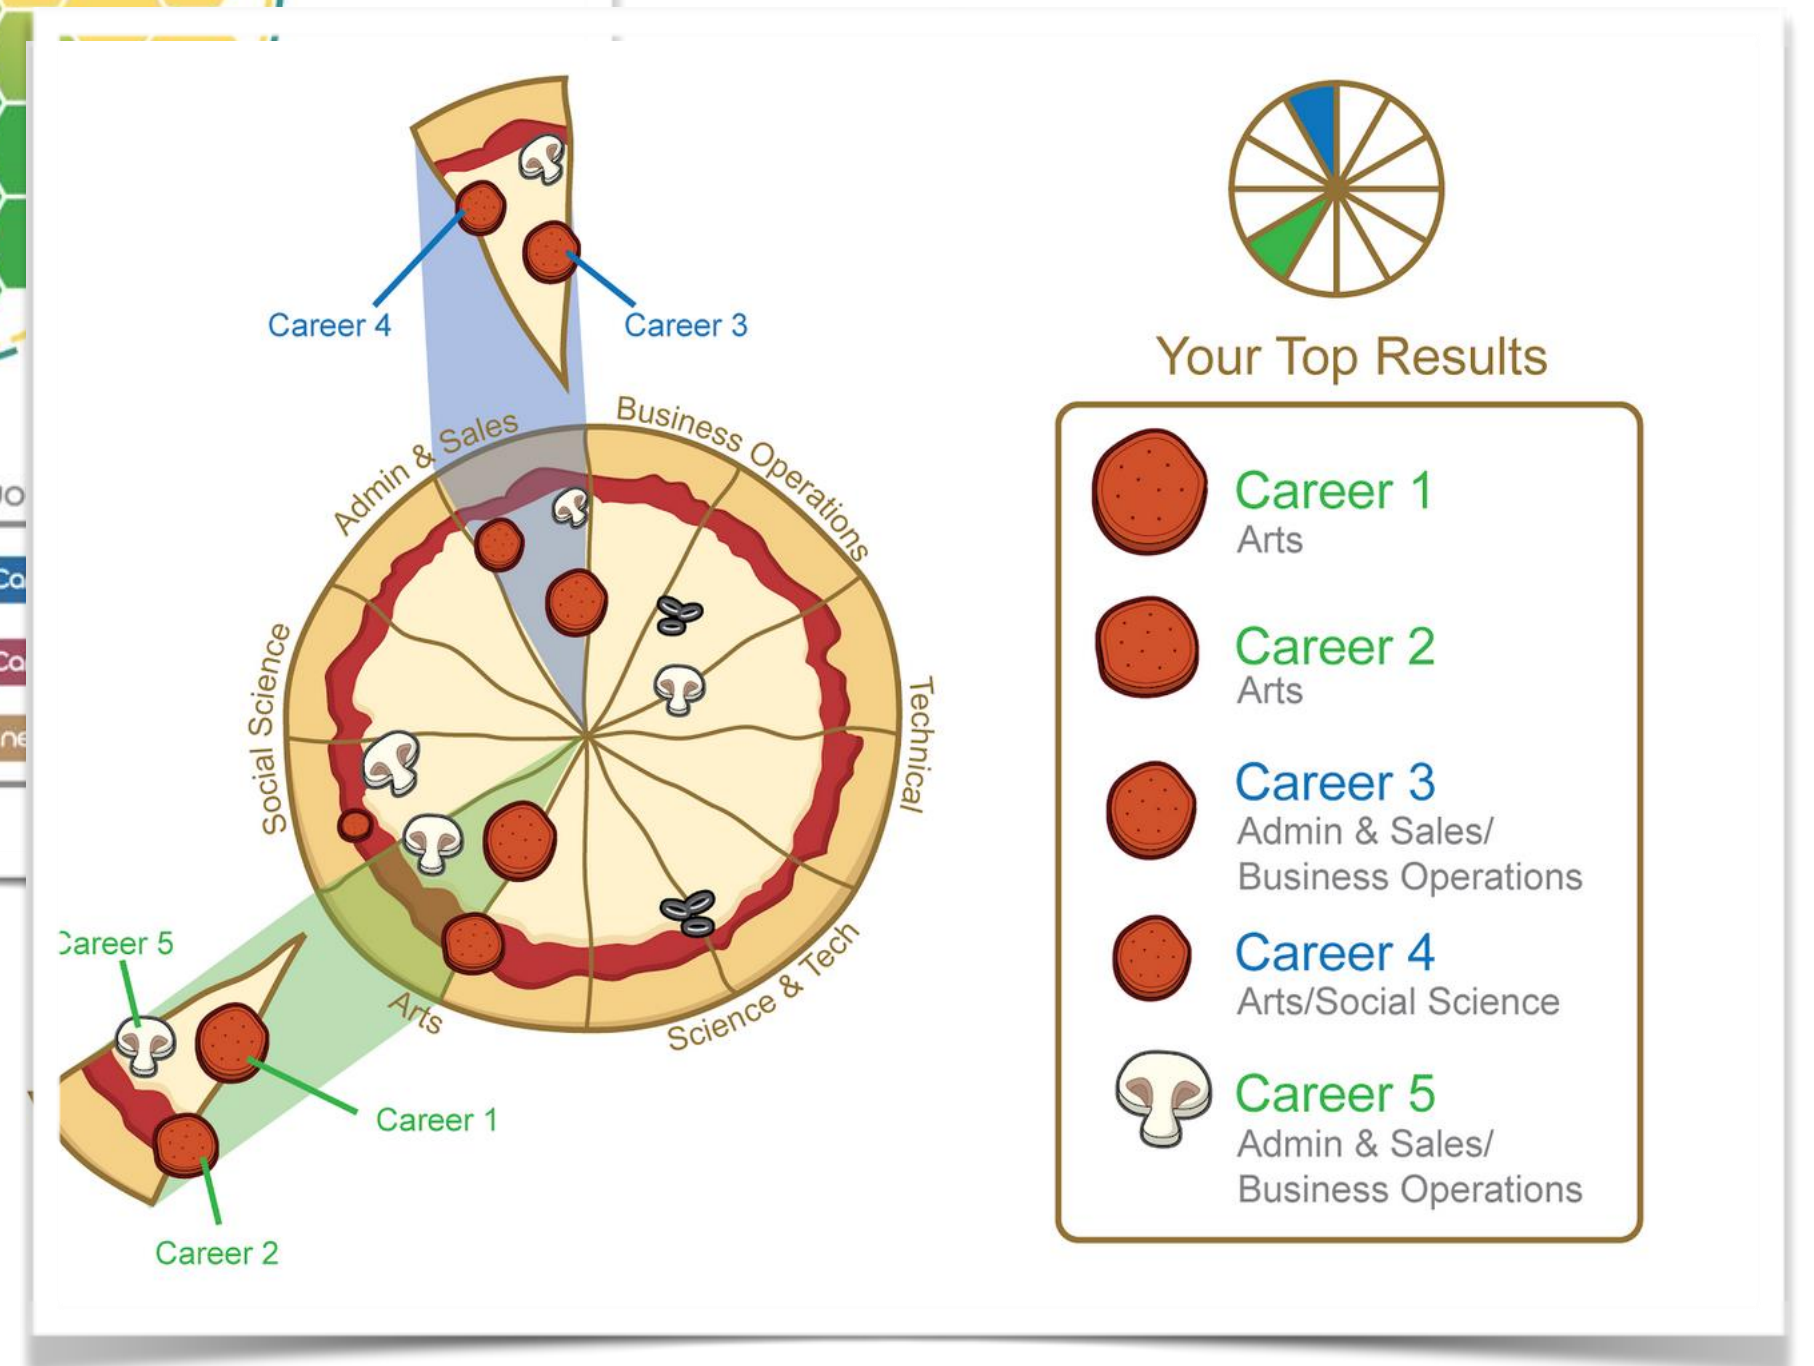 Career 4
Career 3
Admin & Sales
Business Operations
Social Science
Technical
Arts
Science & Tech
Career 1
Career 2
Your Top Results
Career 1
Arts
Career 2
Arts
Career 3
Admin & Sales/
Business Operations
Career 4
Arts/Social Science
Career 5
Admin & Sales/
Business Operations
Career 5